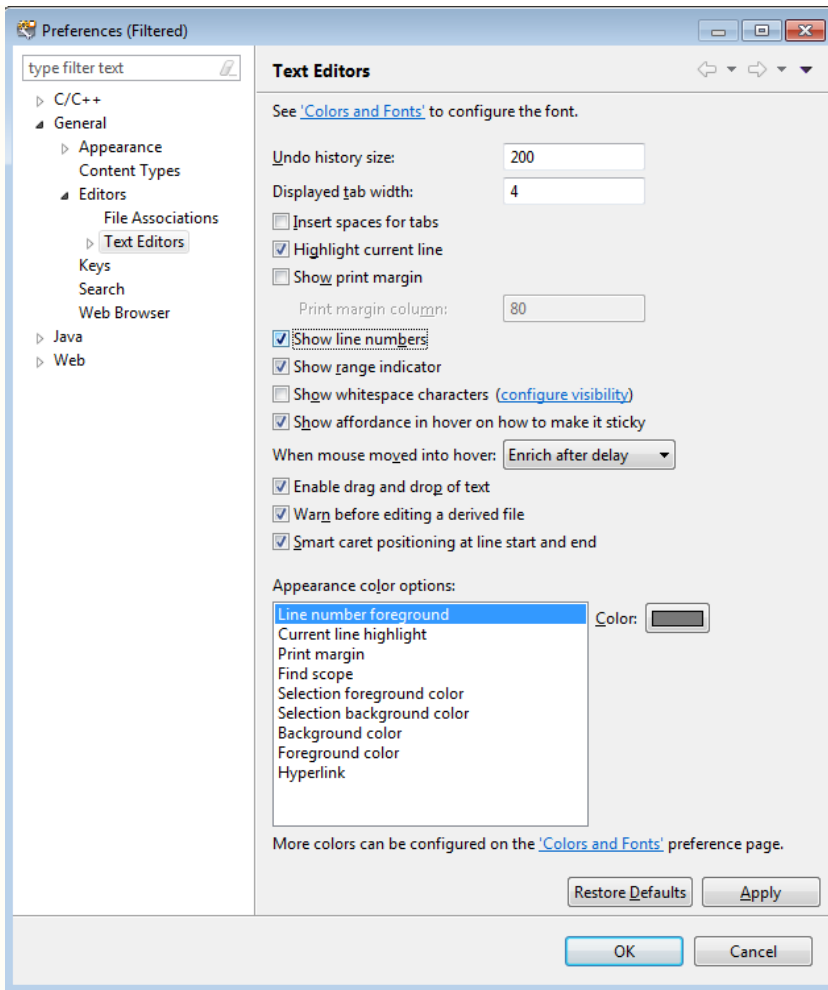 Preferences (Filtered)
type filter text
C/C++
General
Appearance
Content Types
Editors
File Associations
Text Editors
Keys
Search
Web Browser
Java
Web
Text Editors
See 'Colors and Fonts' to configure the font.
Undo history size: 200
Displayed tab width: 4
Insert spaces for tabs
Highlight current line
Show print margin
Print margin column: 80
Show line numbers
Show range indicator
Show whitespace characters (configure visibility)
Show affordance in hover on how to make it sticky
When mouse moved into hover: Enrich after delay
Enable drag and drop of text
Warn before editing a derived file
Smart caret positioning at line start and end
Appearance color options:
Line number foreground
Color:
Current line highlight
Print margin
Find scope
Selection foreground color
Selection background color
Background color
Foreground color
Hyperlink
More colors can be configured on the 'Colors and Fonts' preference page.
Restore Defaults Apply
OK Cancel